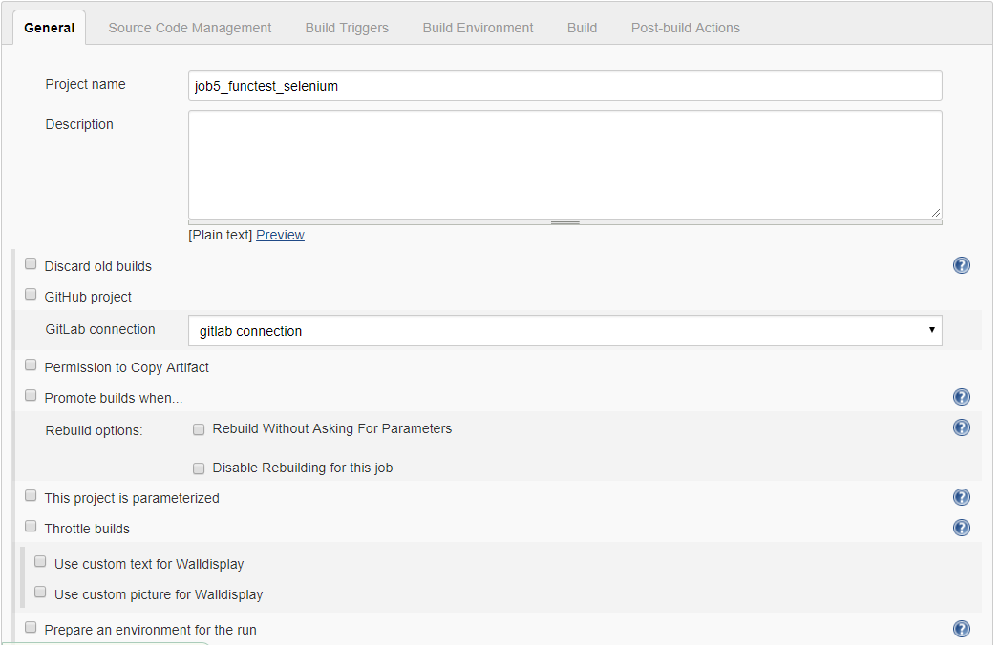 General Source Code Management Build Triggers Build Environment Build Post-build Actions
Project name job5_functest_selenium
Description
[Plain text] Preview
Discard old builds
GitHub project
GitLab connection gitlab connection
Permission to Copy Artifact
Promote builds when...
Rebuild options: Rebuild Without Asking For Parameters
Disable Rebuilding for this job
This project is parameterized
Throttle builds
Use custom text for Walldisplay
Use custom picture for Walldisplay
Prepare an environment for the run